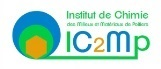 Institut de Chimie
des Milieux et Matériaux de Poitiers
IC2MP